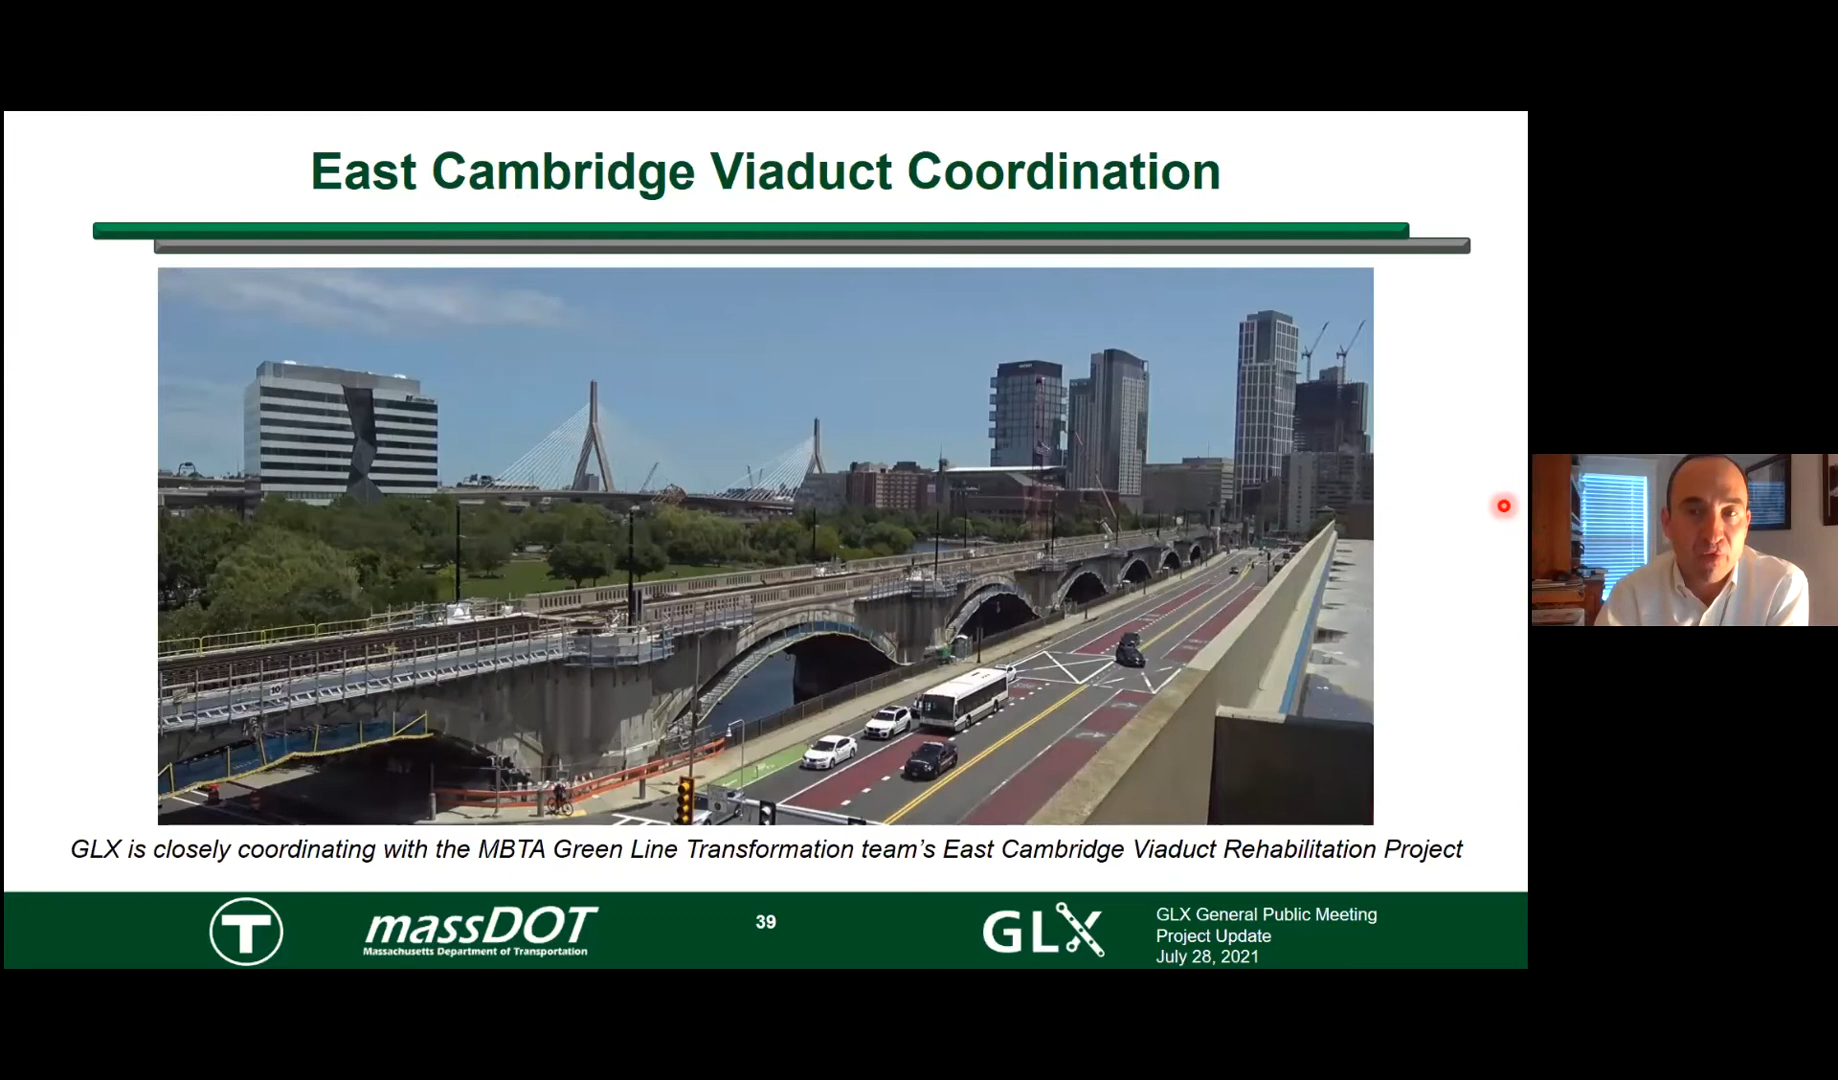 East Cambridge Viaduct Coordination
GLX is closely coordinating with the MBTA Green Line Transformation team's East Cambridge Viaduct Rehabilitation Project
T
massDOT
Massachusetts Department of Transportation
39
GLX
GLX General Public Meeting
Project Update
July 28, 2021